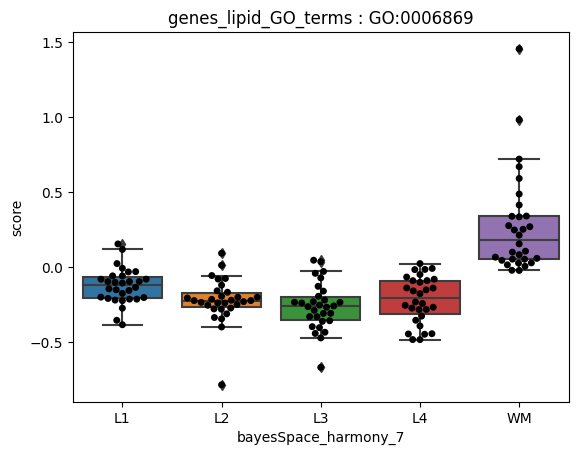 genes_lipid_GO_terms : GO:0006869
1.5
1.0
0.5
0.0
−0.5
score
L1 L2 L3 L4 WM
bayesSpace_harmony_7